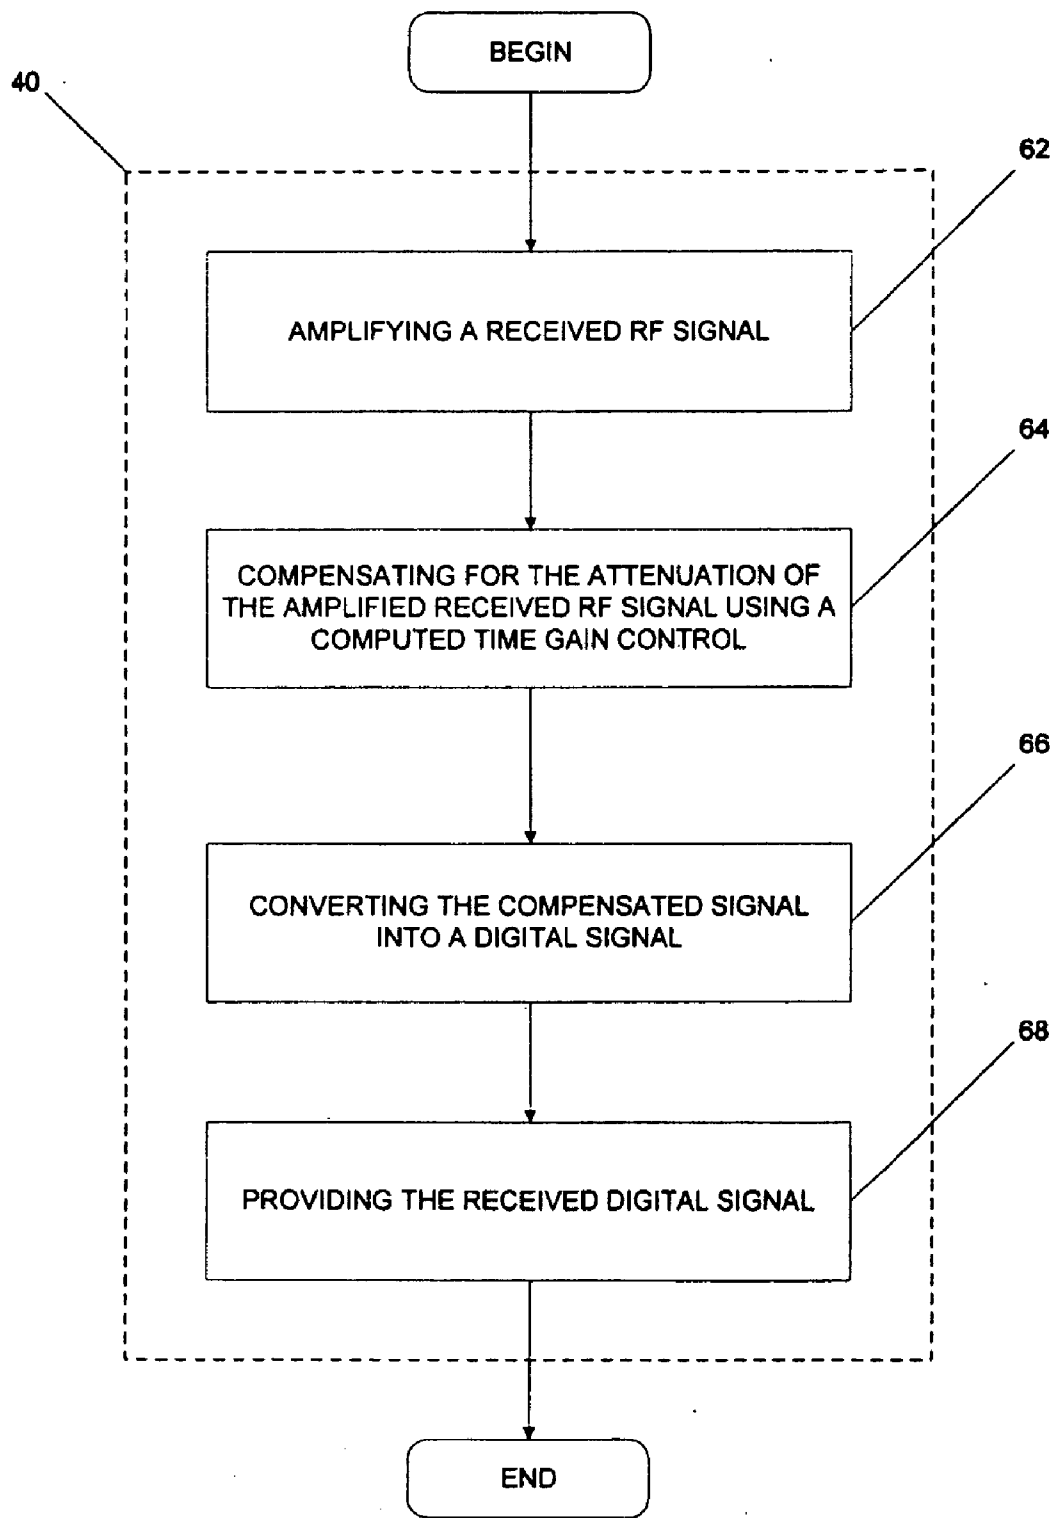 BEGIN
40
62
AMPLIFYING A RECEIVED RF SIGNAL
64
COMPENSATING FOR THE ATTENUATION OF
THE AMPLIFIED RECEIVED RF SIGNAL USING A
COMPUTED TIME GAIN CONTROL
66
CONVERTING THE COMPENSATED SIGNAL
INTO A DIGITAL SIGNAL
68
PROVIDING THE RECEIVED DIGITAL SIGNAL
END